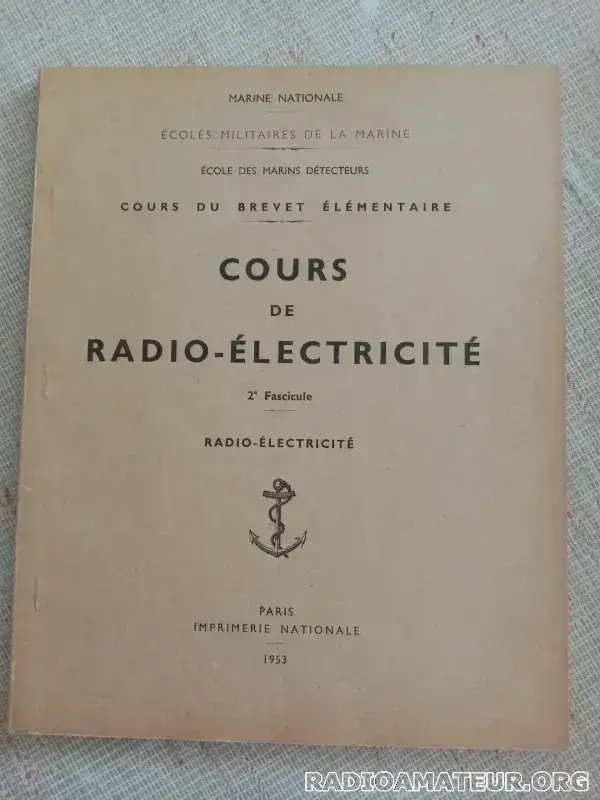 MARINE NATIONALE
ÉCOLES MILITAIRES DE LA MARINE
ÉCOLE DES MARINS DÉTECTEURS
COURS DU BREVET ÉLÉMENTAIRE
COURS
DE
RADIO-ÉLECTRICITÉ
2e Fascicule
RADIO-ÉLECTRICITÉ
PARIS
IMPRIMERIE NATIONALE
1953
RADIOAMATEUR.ORG